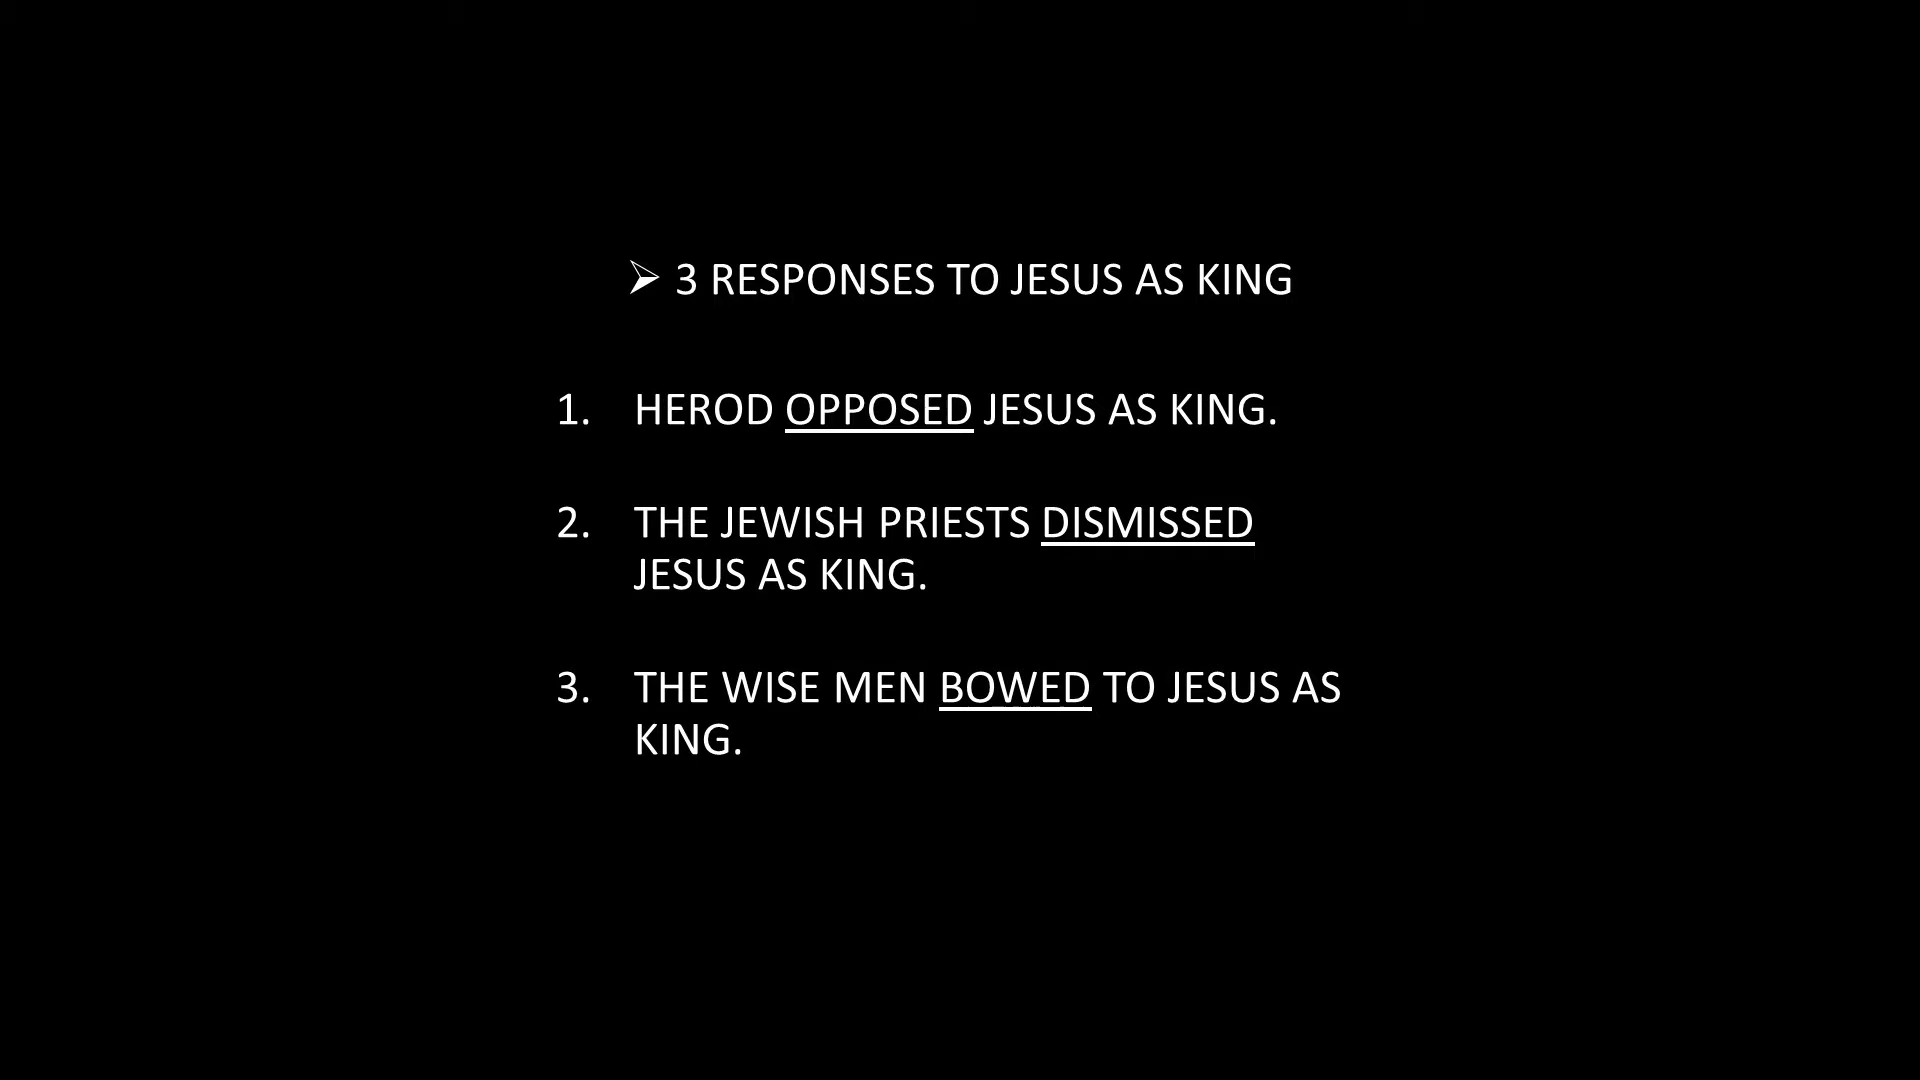 ➢ 3 RESPONSES TO JESUS AS KING
1. HEROD OPPOSED JESUS AS KING.
2. THE JEWISH PRIESTS DISMISSED
JESUS AS KING.
3. THE WISE MEN BOWED TO JESUS AS
KING.